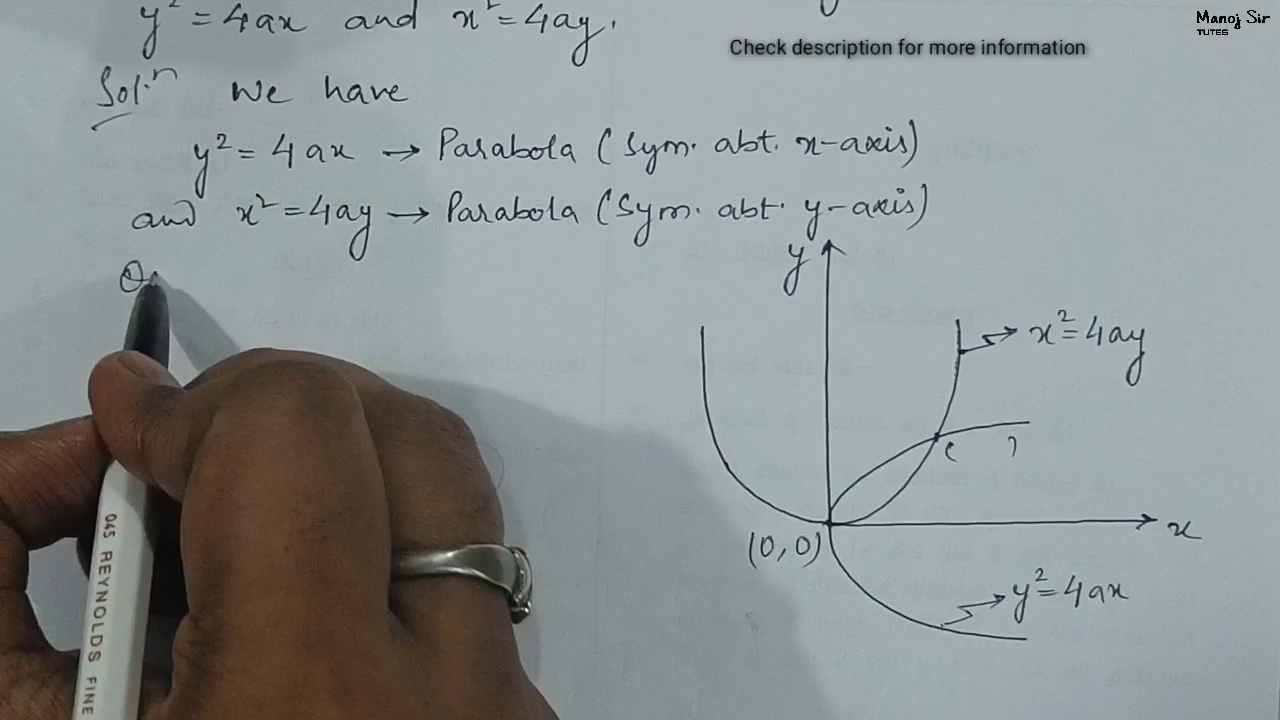 y² = 4ax and x² = 4ay.
Manoj Sir
TUTES
Check description for more information
Sol.ⁿ We have
y² = 4ax → Parabola (Sym. abt. x-axis)
and x² = 4ay → Parabola (Sym. abt. y-axis)
y
x² = 4ay
( )
x
(0,0)
y² = 4ax
045 REYNOLDS FINE